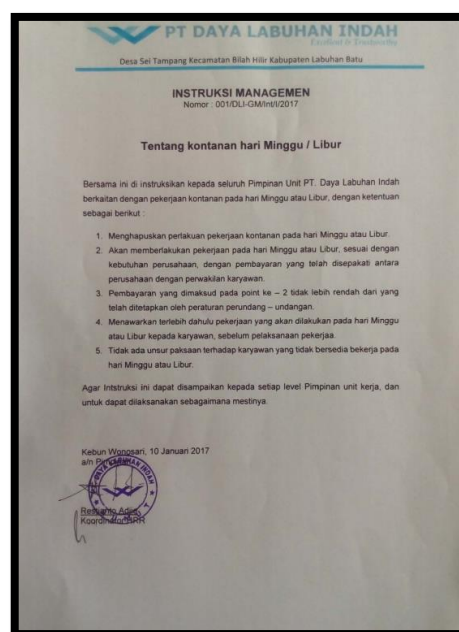 PT DAYA LABUHAN INDAH
Excellent & Trustworthy
Desa Sei Tampang Kecamatan Bilah Hilir Kabupaten Labuhan Batu
INSTRUKSI MANAGEMEN
Nomor : 001/DLI-GM/Int/I/2017
Tentang kontanan hari Minggu / Libur
Bersama ini di instruksikan kepada seluruh Pimpinan Unit PT. Daya Labuhan Indah
berkaitan dengan pekerjaan kontanan pada hari Minggu atau Libur, dengan ketentuan
sebagai berikut :
1. Menghapuskan perlakuan pekerjaan kontanan pada hari Minggu atau Libur.
2. Akan memberlakukan pekerjaan pada hari Minggu atau Libur, sesuai dengan
kebutuhan perusahaan, dengan pembayaran yang telah disepakati antara
perusahaan dengan perwakilan karyawan.
3. Pembayaran yang dimaksud pada point ke – 2 tidak lebih rendah dari yang
telah ditetapkan oleh peraturan perundang – undangan.
4. Menawarkan terlebih dahulu pekerjaan yang akan dilakukan pada hari Minggu
atau Libur kepada karyawan, sebelum pelaksanaan pekerjaa.
5. Tidak ada unsur paksaan terhadap karyawan yang tidak bersedia bekerja pada
hari Minggu atau Libur.
Agar Intstruksi ini dapat disampaikan kepada setiap level Pimpinan unit kerja, dan
untuk dapat dilaksanakan sebagaimana mestinya.
Kebun Wonosari, 10 Januari 2017
a/n
PT DAYA LABUHAN INDAH
Koordinator